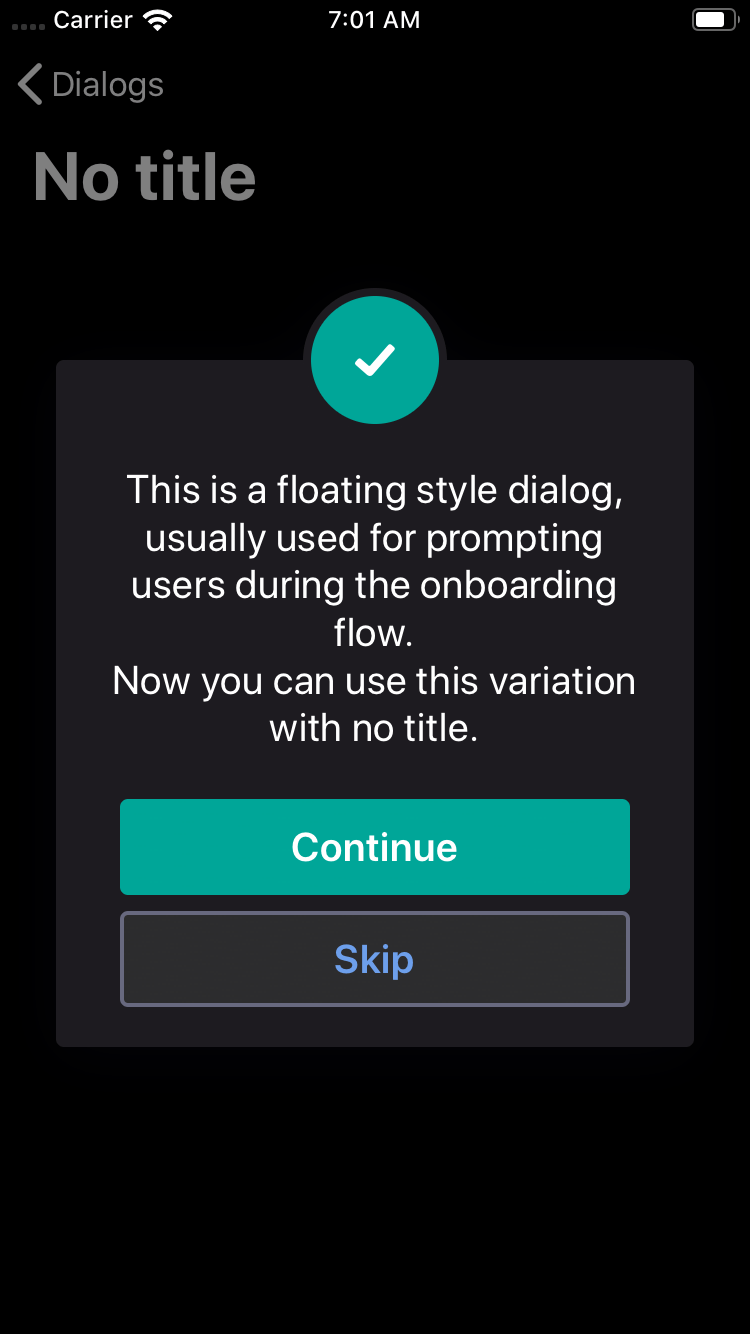 Carrier 7:01 AM
Dialogs
No title
This is a floating style dialog,
usually used for prompting
users during the onboarding
flow.
Now you can use this variation
with no title.
Continue
Skip